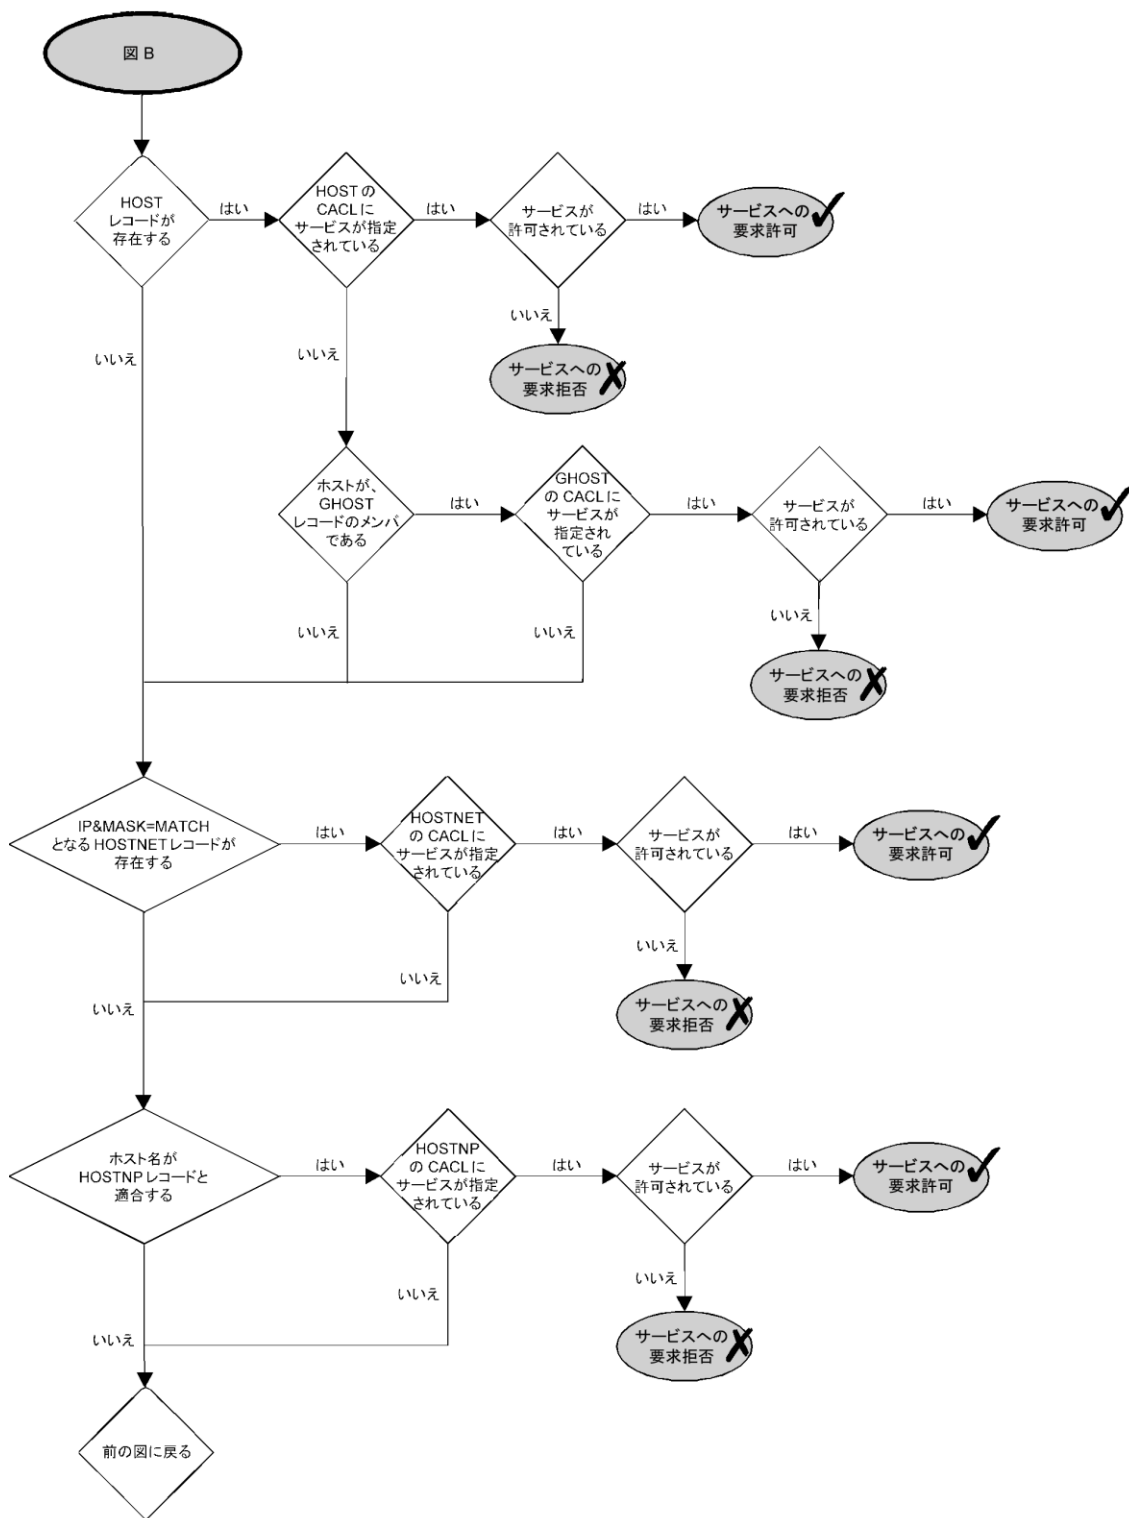 図 B
HOST
レコードが
存在する
はい
HOST の
CACL に
サービスが指定
されている
はい
サービスが
許可されている
はい
サービスへの
要求許可
いいえ
サービスへの
要求拒否
いいえ
いいえ
ホストが、
GHOST
レコードのメンバ
である
はい
GHOST
の CACL に
サービスが
指定され
ている
はい
サービスが
許可されている
はい
サービスへの
要求許可
いいえ
いいえ
いいえ
サービスへの
要求拒否
IP&MASK=MATCH
となる HOSTNET レコードが
存在する
はい
HOSTNET
の CACL に
サービスが指定
されている
はい
サービスが
許可されている
はい
サービスへの
要求許可
いいえ
いいえ
いいえ
サービスへの
要求拒否
ホスト名が
HOSTNP レコードと
適合する
はい
HOSTNP
の CACL に
サービスが指定
されている
はい
サービスが
許可されている
はい
サービスへの
要求許可
いいえ
いいえ
いいえ
サービスへの
要求拒否
前の図に戻る